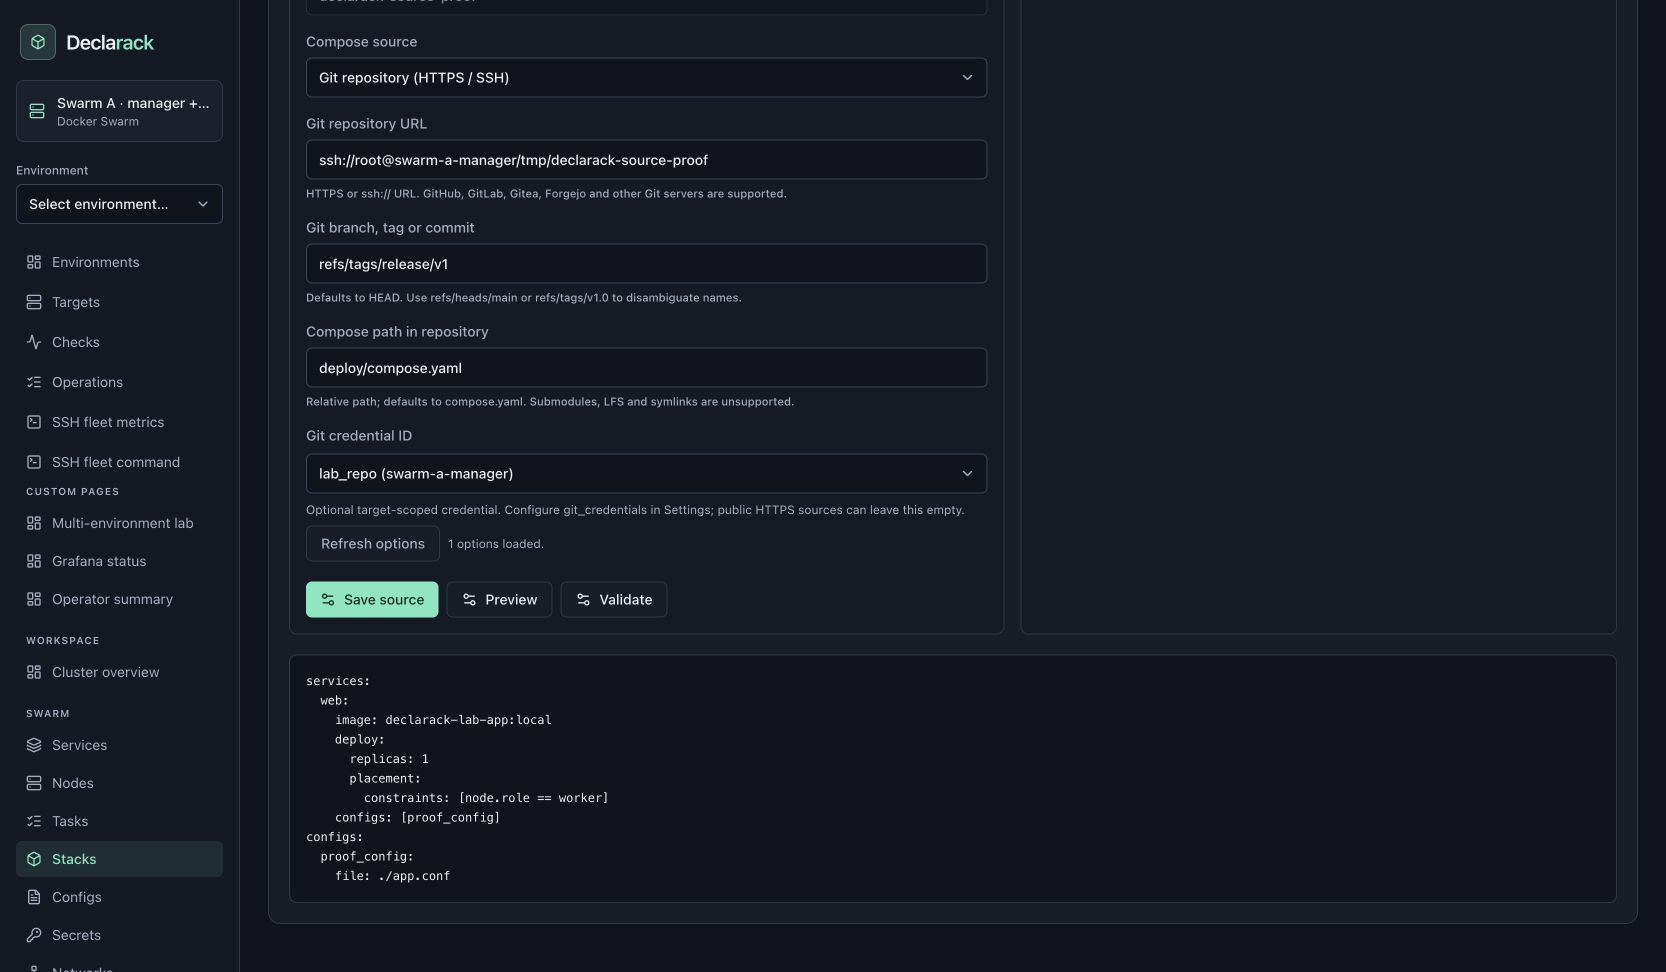 Declarack
Swarm A · manager +...
Docker Swarm
Environment
Select environment...
Environments
Targets
Checks
Operations
SSH fleet metrics
SSH fleet command
CUSTOM PAGES
Multi-environment lab
Grafana status
Operator summary
WORKSPACE
Cluster overview
SWARM
Services
Nodes
Tasks
Stacks
Configs
Secrets
Networks
declarack-source-proof
Compose source
Git repository (HTTPS / SSH)
Git repository URL
ssh://root@swarm-a-manager/tmp/declarack-source-proof
HTTPS or ssh:// URL. GitHub, GitLab, Gitea, Forgejo and other Git servers are supported.
Git branch, tag or commit
refs/tags/release/v1
Defaults to HEAD. Use refs/heads/main or refs/tags/v1.0 to disambiguate names.
Compose path in repository
deploy/compose.yaml
Relative path; defaults to compose.yaml. Submodules, LFS and symlinks are unsupported.
Git credential ID
lab_repo (swarm-a-manager)
Optional target-scoped credential. Configure git_credentials in Settings; public HTTPS sources can leave this empty.
Refresh options 1 options loaded.
Save source Preview Validate
services:
  web:
    image: declarack-lab-app:local
    deploy:
      replicas: 1
      placement:
        constraints: [node.role == worker]
    configs: [proof_config]
configs:
  proof_config:
    file: ./app.conf